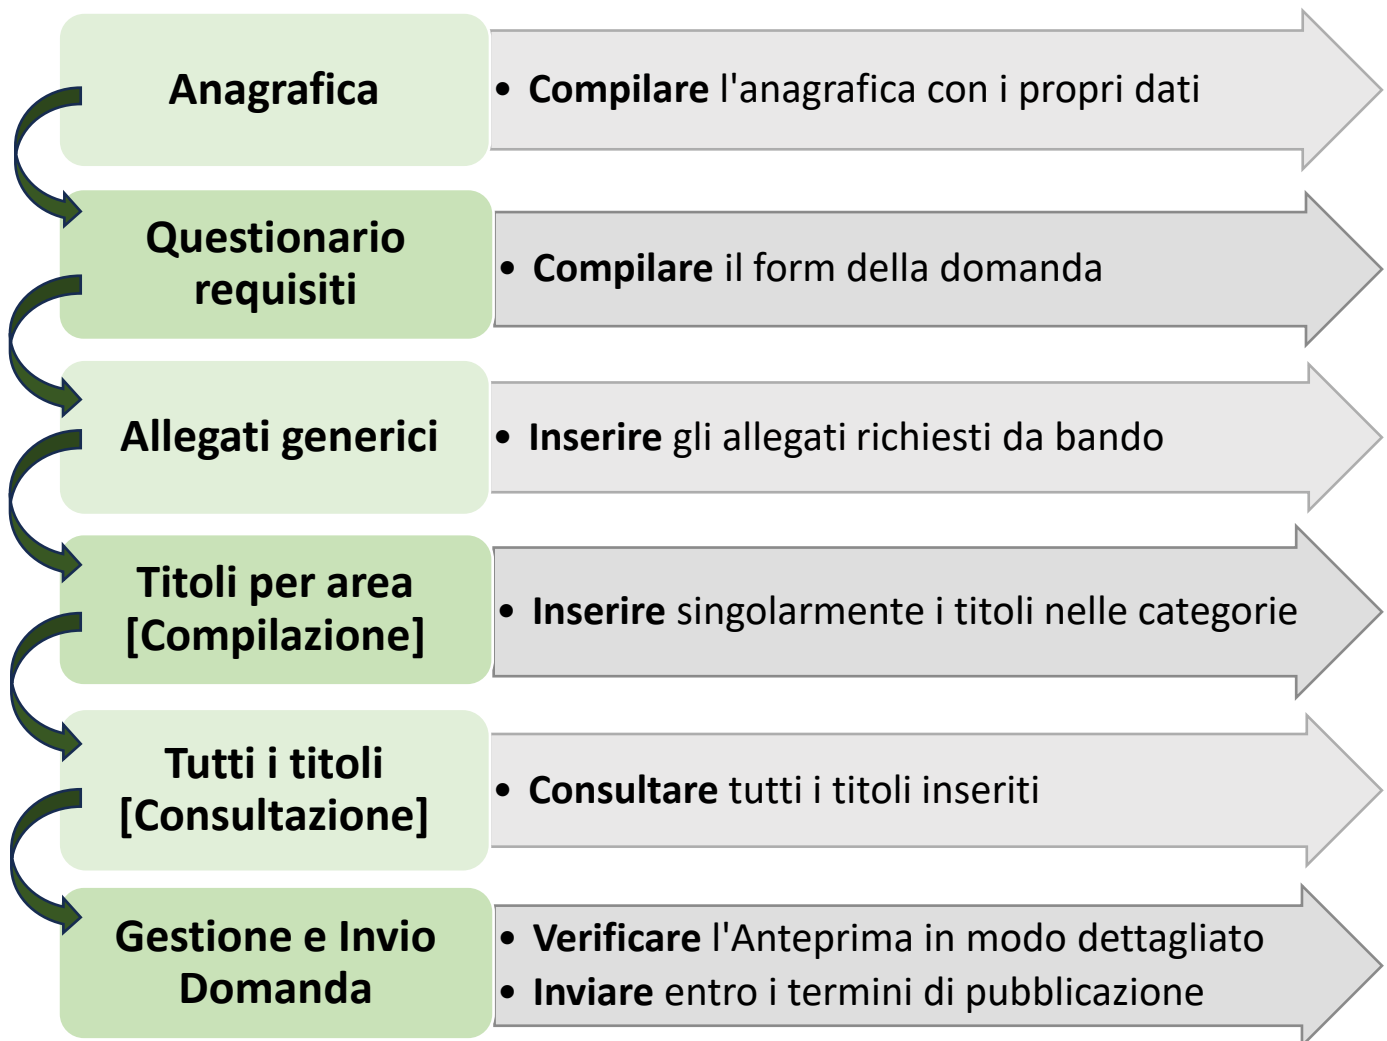 Anagrafica
• Compilare l'anagrafica con i propri dati
Questionario
requisiti
• Compilare il form della domanda
Allegati generici
• Inserire gli allegati richiesti da bando
Titoli per area
[Compilazione]
• Inserire singolarmente i titoli nelle categorie
Tutti i titoli
[Consultazione]
• Consultare tutti i titoli inseriti
Gestione e Invio
Domanda
• Verificare l'Anteprima in modo dettagliato
• Inviare entro i termini di pubblicazione